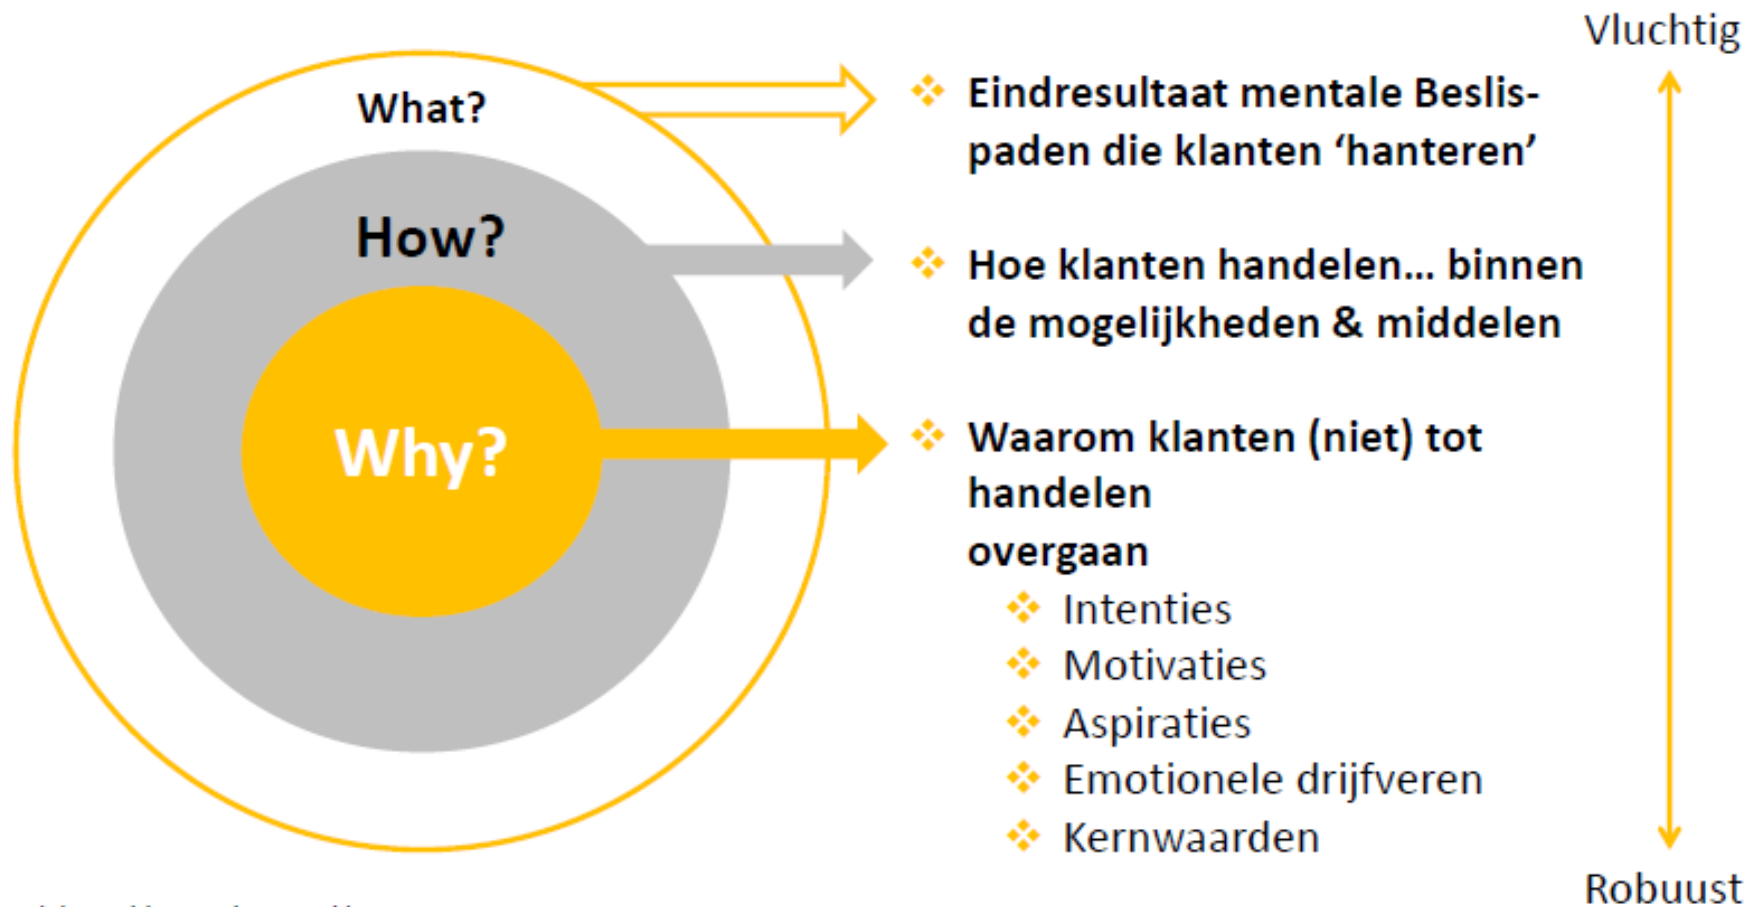 Vluchtig
What?
Eindresultaat mentale Beslis-
paden die klanten ‘hanteren’
How?
Hoe klanten handelen... binnen
de mogelijkheden & middelen
Why?
Waarom klanten (niet) tot
handelen
overgaan
Intenties
Motivaties
Aspiraties
Emotionele drijfveren
Kernwaarden
Robuust